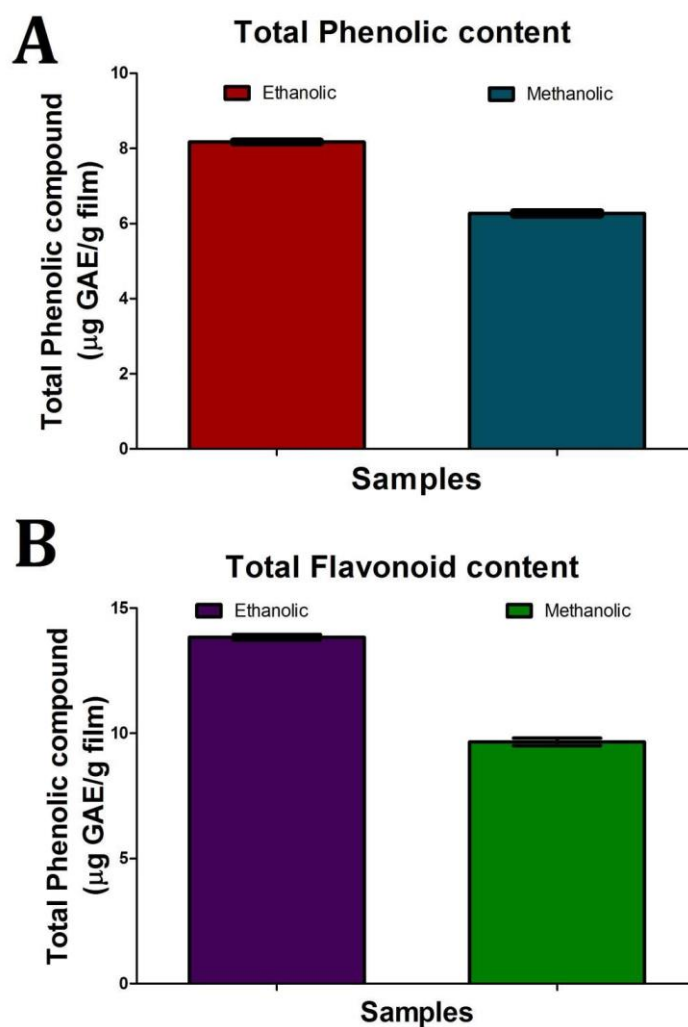 A
Total Phenolic content
Ethanolic
Methanolic
Total Phenolic compound
(µg GAE/g film)
10
8
6
4
2
0
Samples
B
Total Flavonoid content
Ethanolic
Methanolic
Total Phenolic compound
(µg GAE/g film)
15
10
5
0
Samples